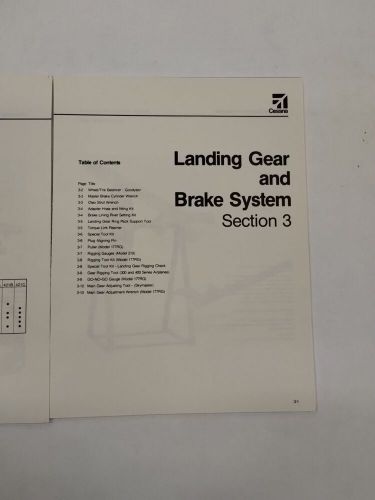 Cessna
Landing Gear
and
Brake System
Section 3
Table of Contents
Page Title
3-2 Wheel/Tire Balancer - Goodyear
3-2 Master Brake Cylinder Wrench
3-3 Oleo Strut Wrench
3-4 Adapter Hose and Fitting Kit
3-4 Brake Lining Rivet Setting Kit
3-5 Landing Gear Ring Pack Support Tool
3-5 Torque Link Reamer
3-6 Special Tool Kit
3-6 Plug Aligning Pin
3-7 Puller (Model 177RG)
3-7 Rigging Gauges (Model 210)
3-8 Rigging Tool Kit (Model 177RG)
3-8 Special Tool Kit - Landing Gear Rigging Check
3-9 Gear Rigging Tool (300 and 400 Series Airplanes)
3-9 GO-NO-GO Gauge (Model 177RG)
3-10 Main Gear Adjusting Tool - Skymaster
3-10 Main Gear Adjustment Wrench (Model 177RG)
3-1
421B 421C